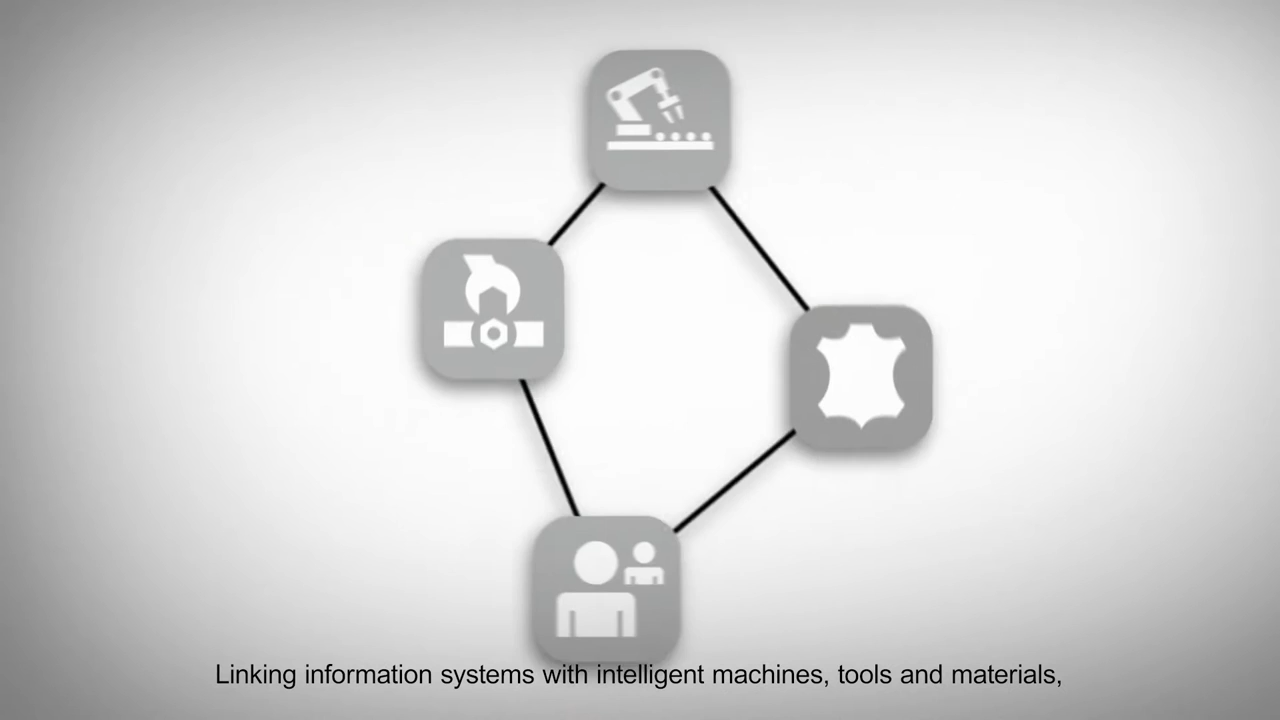 Linking information systems with intelligent machines, tools and materials,